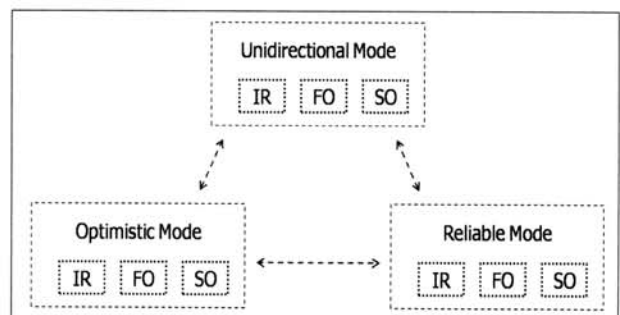 Unidirectional Mode
IR FO SO
Optimistic Mode
IR FO SO
Reliable Mode
IR FO SO